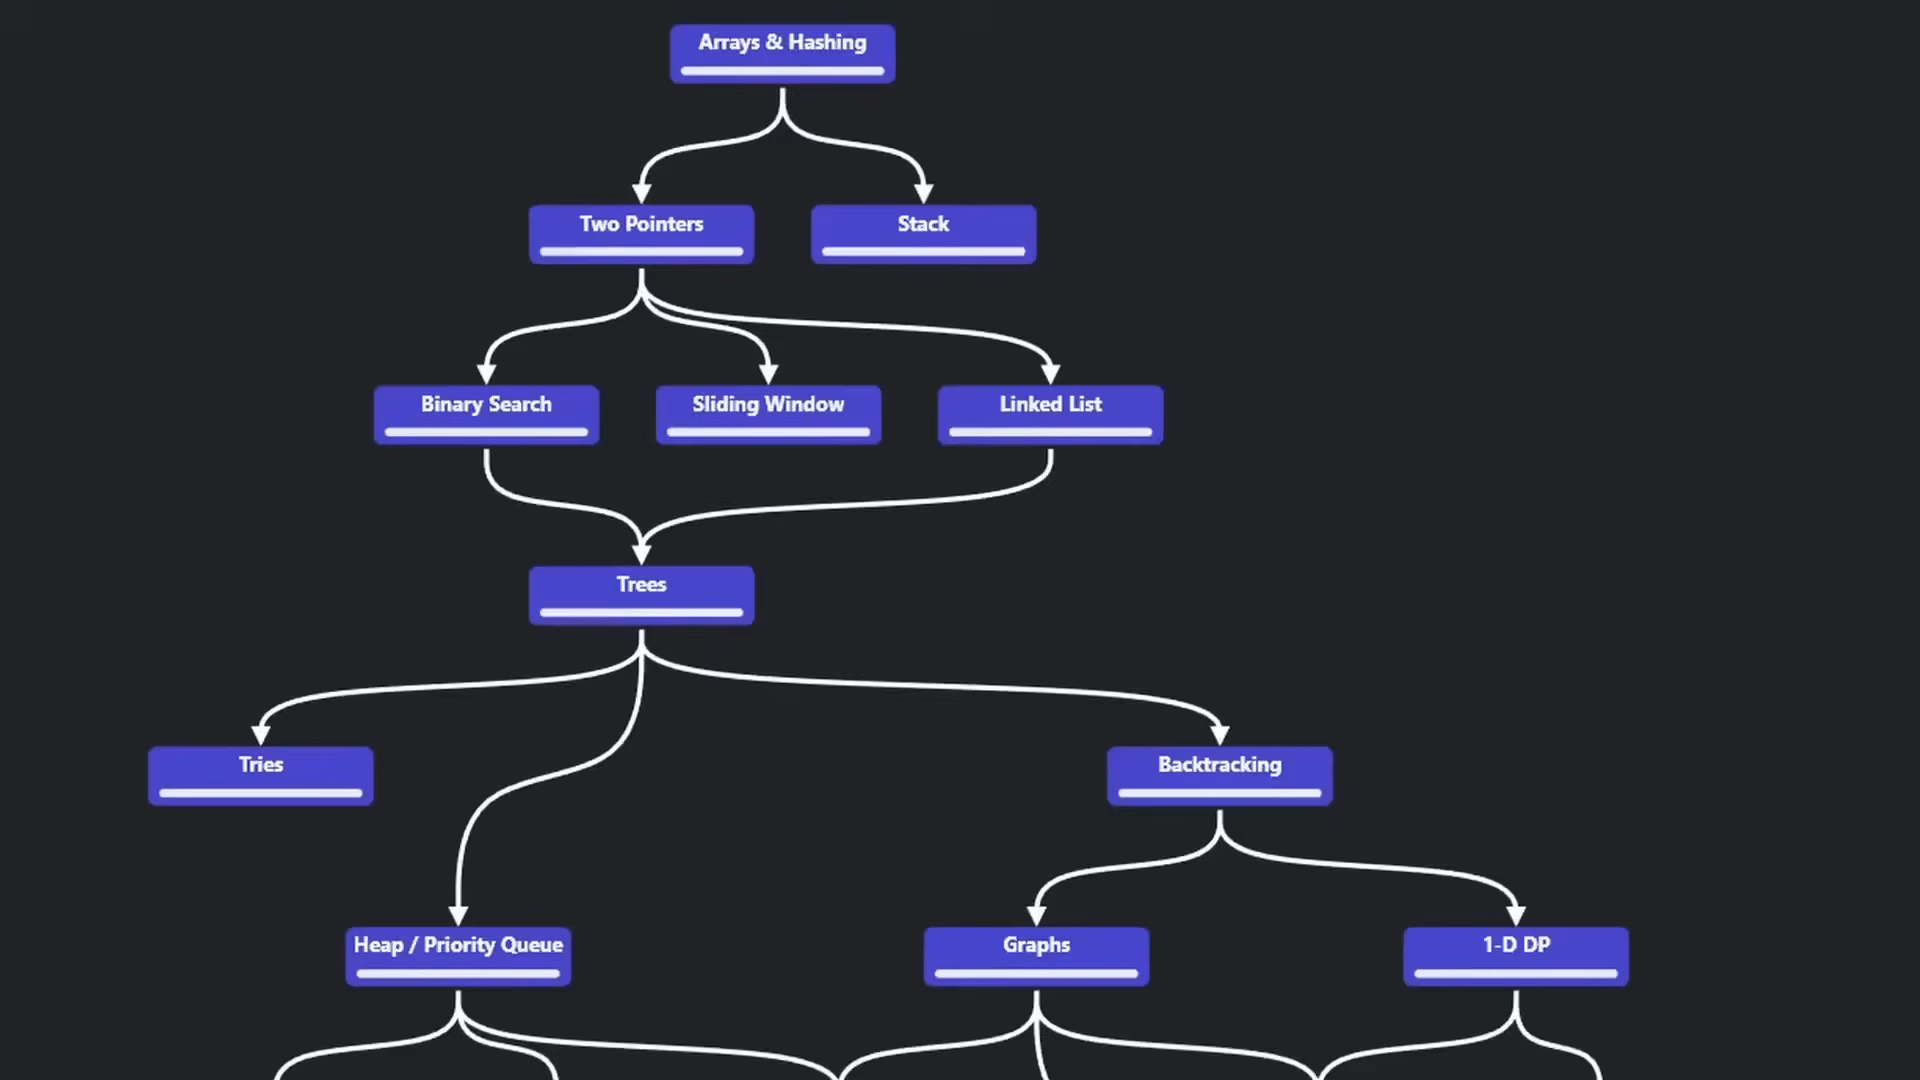 Arrays & Hashing
Two Pointers
Stack
Binary Search
Sliding Window
Linked List
Trees
Tries
Backtracking
Heap / Priority Queue
Graphs
1-D DP